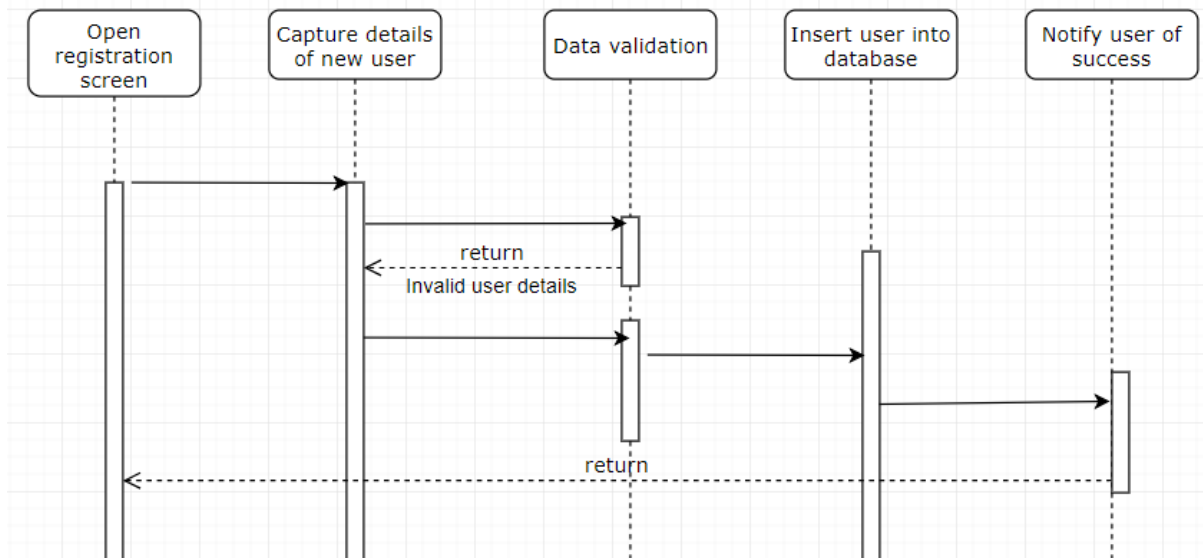 Open
registration
screen
Capture details
of new user
Data validation
Insert user into
database
Notify user of
success
return
Invalid user details
return